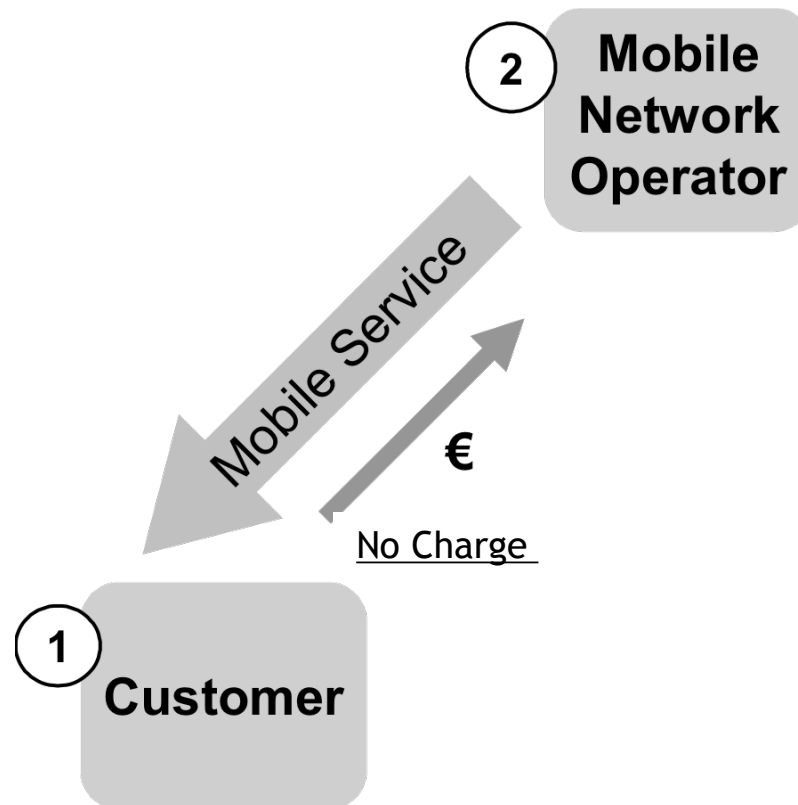 2
Mobile
Network
Operator
Mobile Service
€
No Charge
1
Customer